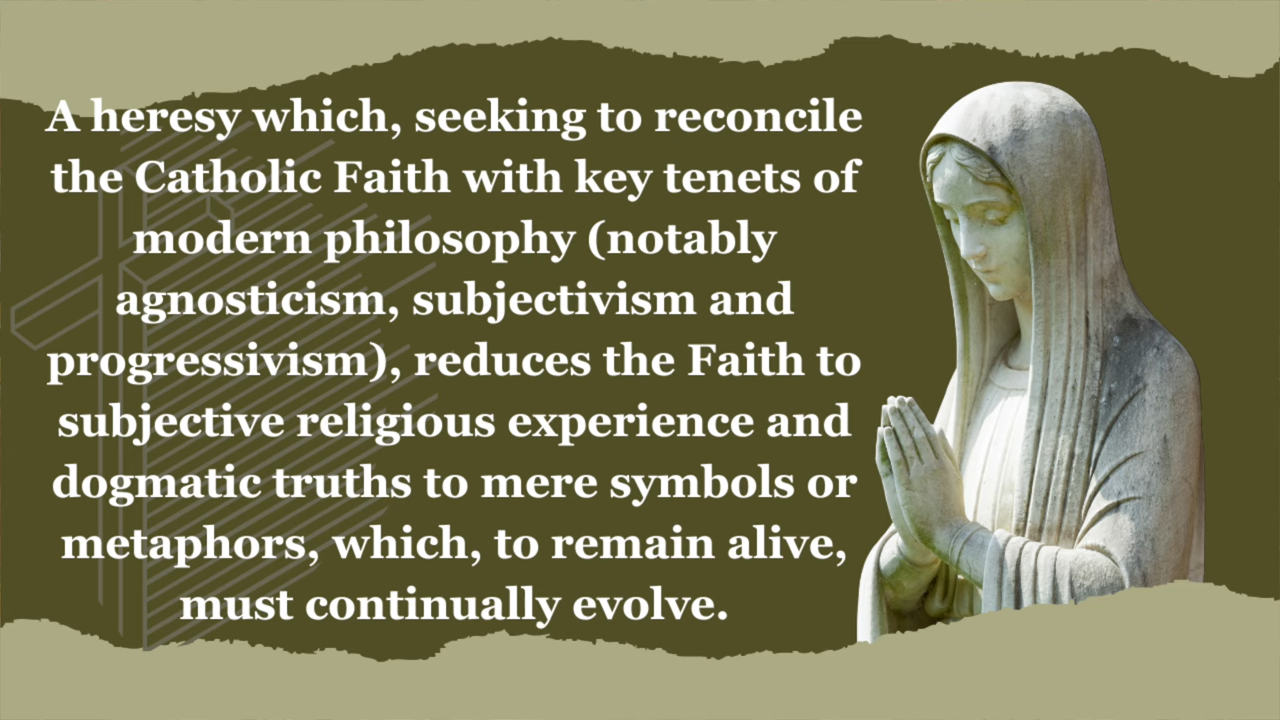 A heresy which, seeking to reconcile
the Catholic Faith with key tenets of
modern philosophy (notably
agnosticism, subjectivism and
progressivism), reduces the Faith to
subjective religious experience and
dogmatic truths to mere symbols or
metaphors, which, to remain alive,
must continually evolve.